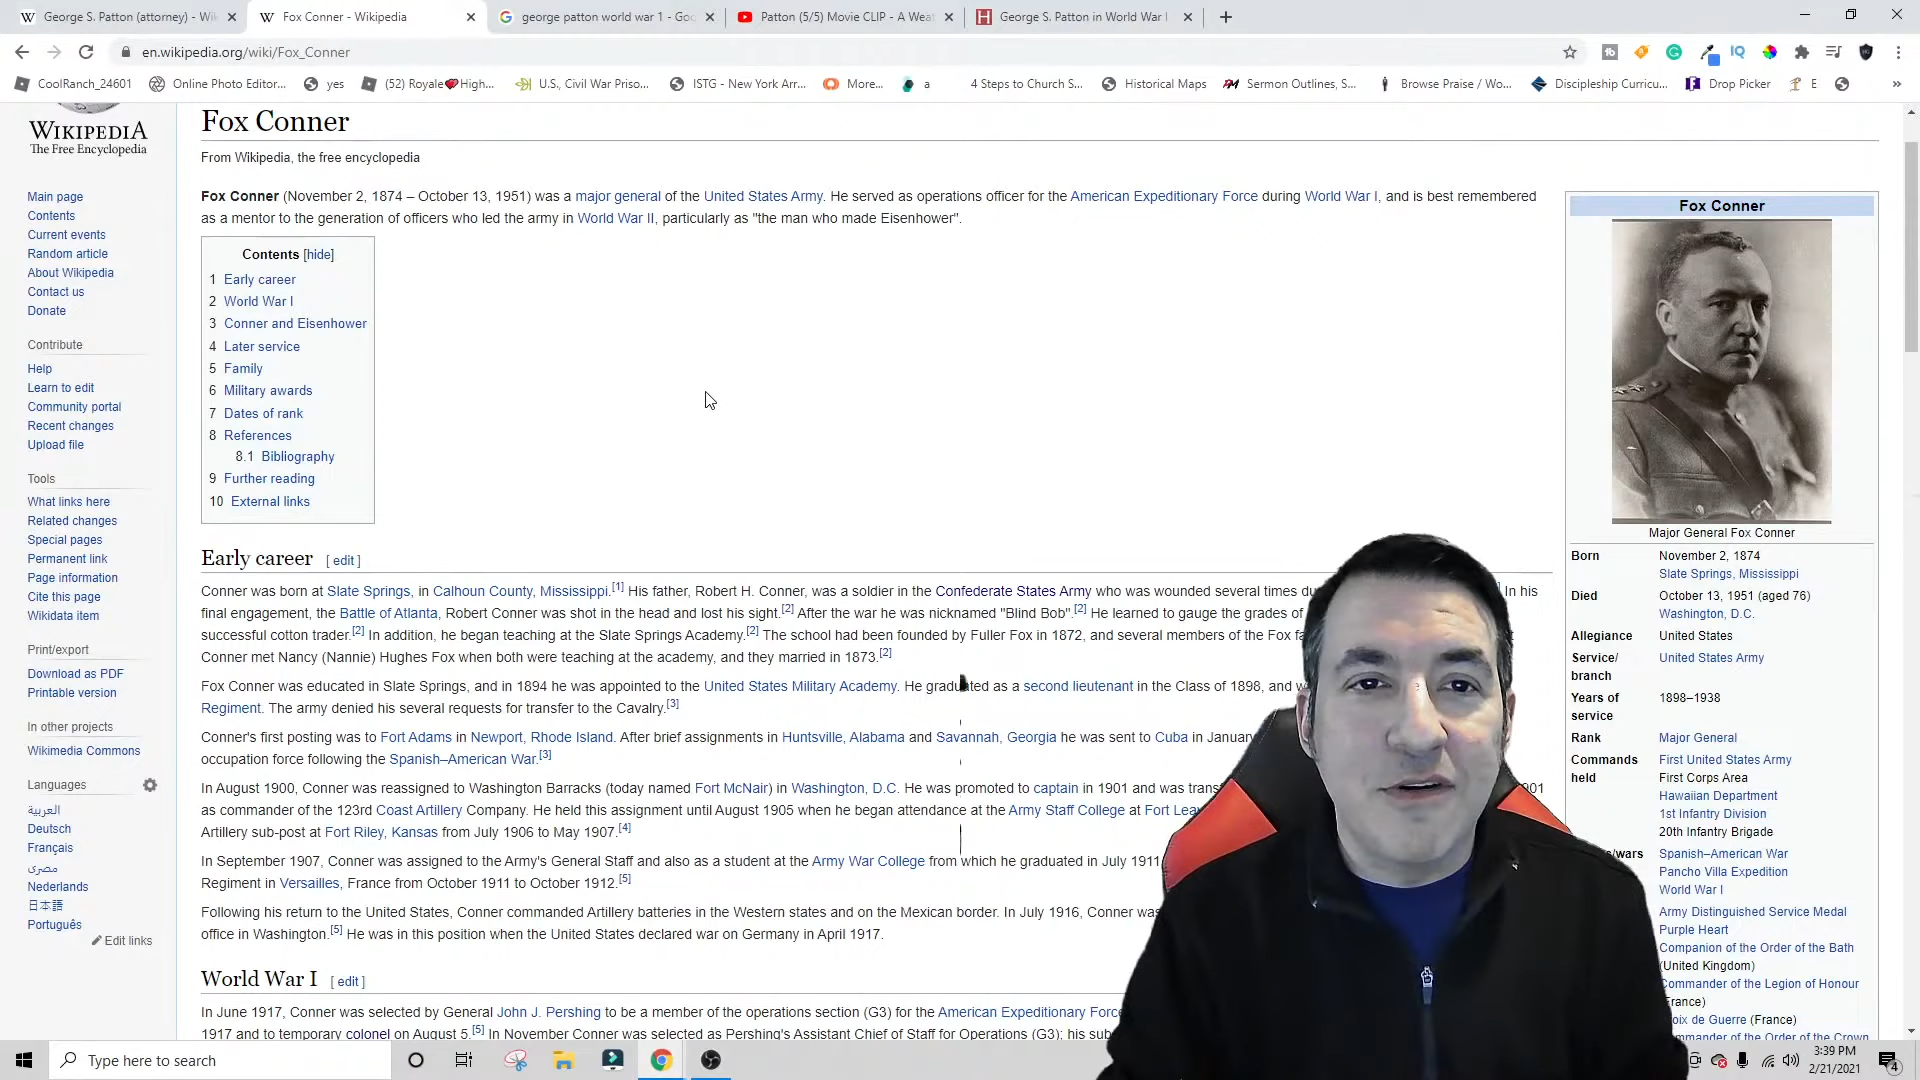 George S. Patton (attorney) - Wi
Fox Conner - Wikipedia
george patton world war 1 - Goo
Patton (5/5) Movie CLIP - A Wea
George S. Patton in World War I
en.wikipedia.org/wiki/Fox_Conner
CoolRanch_24601
Online Photo Editor...
yes
(52) Royale❤High...
U.S., Civil War Priso...
ISTG - New York Arr...
More...
a
4 Steps to Church S...
Historical Maps
Sermon Outlines, S...
Browse Praise / Wo...
Discipleship Curricu...
Drop Picker
E
WIKIPEDIA
The Free Encyclopedia
Main page
Contents
Current events
Random article
About Wikipedia
Contact us
Donate
Contribute
Help
Learn to edit
Community portal
Recent changes
Upload file
Tools
What links here
Related changes
Special pages
Permanent link
Page information
Cite this page
Wikidata item
Print/export
Download as PDF
Printable version
In other projects
Wikimedia Commons
Languages
العربية
Deutsch
Français
مصرى
Nederlands
日本語
Português
Edit links
Fox Conner
From Wikipedia, the free encyclopedia
Fox Conner (November 2, 1874 – October 13, 1951) was a major general of the United States Army. He served as operations officer for the American Expeditionary Force during World War I, and is best remembered
as a mentor to the generation of officers who led the army in World War II, particularly as "the man who made Eisenhower".
Contents [hide]
1 Early career
2 World War I
3 Conner and Eisenhower
4 Later service
5 Family
6 Military awards
7 Dates of rank
8 References
8.1 Bibliography
9 Further reading
10 External links
Early career [ edit ]
Conner was born at Slate Springs, in Calhoun County, Mississippi.[1] His father, Robert H. Conner, was a soldier in the Confederate States Army who was wounded several times du In his
final engagement, the Battle of Atlanta, Robert Conner was shot in the head and lost his sight.[2] After the war he was nicknamed "Blind Bob".[2] He learned to gauge the grades of
successful cotton trader.[2] In addition, he began teaching at the Slate Springs Academy.[2] The school had been founded by Fuller Fox in 1872, and several members of the Fox fa
Conner met Nancy (Nannie) Hughes Fox when both were teaching at the academy, and they married in 1873.[2]
Fox Conner was educated in Slate Springs, and in 1894 he was appointed to the United States Military Academy. He graduated as a second lieutenant in the Class of 1898, and w
Regiment. The army denied his several requests for transfer to the Cavalry.[3]
Conner's first posting was to Fort Adams in Newport, Rhode Island. After brief assignments in Huntsville, Alabama and Savannah, Georgia he was sent to Cuba in January
occupation force following the Spanish–American War.[3]
In August 1900, Conner was reassigned to Washington Barracks (today named Fort McNair) in Washington, D.C. He was promoted to captain in 1901 and was transf 901
as commander of the 123rd Coast Artillery Company. He held this assignment until August 1905 when he began attendance at the Army Staff College at Fort Lea
Artillery sub-post at Fort Riley, Kansas from July 1906 to May 1907.[4]
In September 1907, Conner was assigned to the Army's General Staff and also as a student at the Army War College from which he graduated in July 1911
Regiment in Versailles, France from October 1911 to October 1912.[5]
Following his return to the United States, Conner commanded Artillery batteries in the Western states and on the Mexican border. In July 1916, Conner was
office in Washington.[5] He was in this position when the United States declared war on Germany in April 1917.
World War I [ edit ]
In June 1917, Conner was selected by General John J. Pershing to be a member of the operations section (G3) for the American Expeditionary Force
1917 and to temporary colonel on August 5.[5] In November Conner was selected as Pershing's Assistant Chief of Staff for Operations (G3); his sub
Fox Conner
Major General Fox Conner
Born November 2, 1874
Slate Springs, Mississippi
Died October 13, 1951 (aged 76)
Washington, D.C.
Allegiance United States
Service/ branch United States Army
Years of service 1898–1938
Rank Major General
Commands held First United States Army
First Corps Area
Hawaiian Department
1st Infantry Division
20th Infantry Brigade
/wars Spanish–American War
Pancho Villa Expedition
World War I
Army Distinguished Service Medal
Purple Heart
Companion of the Order of the Bath
(United Kingdom)
Commander of the Legion of Honour
(France)
oix de Guerre (France)
mmander of the Order of the Crown
Type here to search
3:39 PM
2/21/2021
4